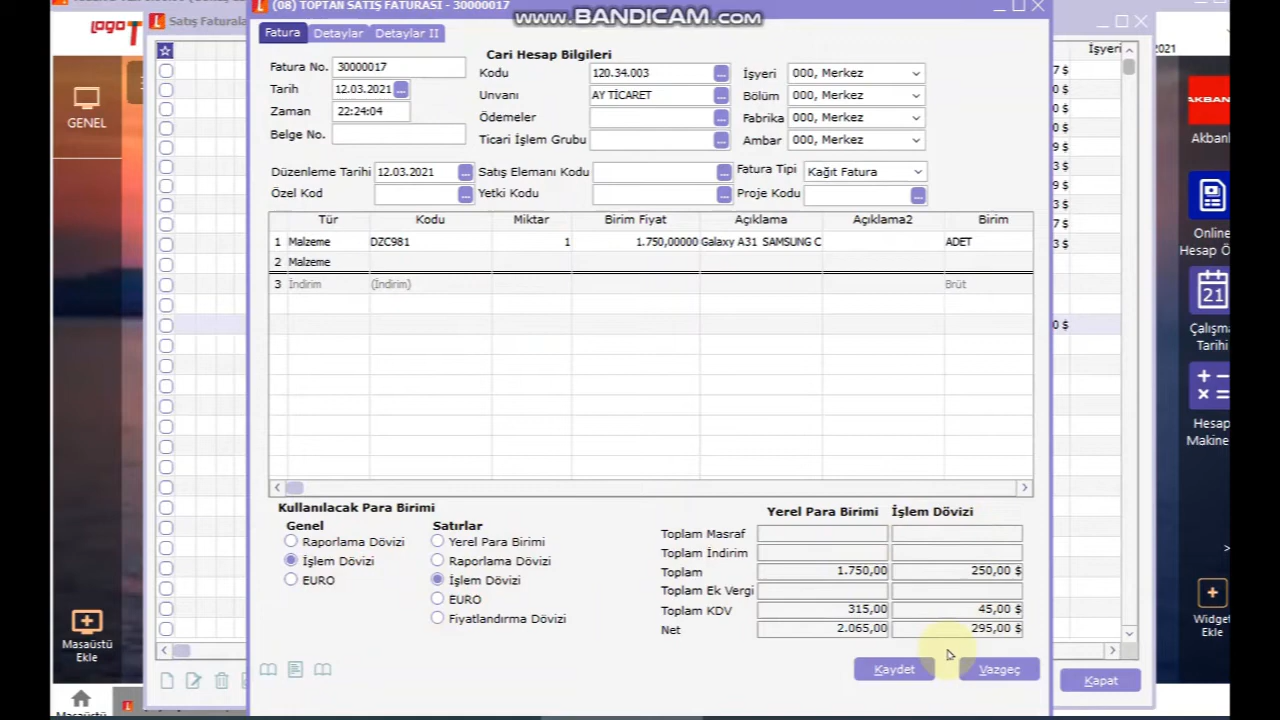 (08) TOPTAN SATIŞ FATURASI - 30000017
www.BANDICAM.com
LOGO
Satış Faturala
2021
Fatura Detaylar Detaylar II
İşyeri
Cari Hesap Bilgileri
Fatura No. 30000017 Kodu 120.34.003 İşyeri 000, Merkez
Tarih 12.03.2021 Unvanı AY TİCARET Bölüm 000, Merkez
Zaman 22:24:04 Ödemeler Fabrika 000, Merkez
Belge No. Ticari İşlem Grubu Ambar 000, Merkez
Düzenleme Tarihi 12.03.2021 Satış Elemanı Kodu Fatura Tipi Kağıt Fatura
Özel Kod Yetki Kodu Proje Kodu
Tür Kodu Miktar Birim Fiyat Açıklama Açıklama2 Birim
1 Malzeme DZC981 1 1.750,00000 Galaxy A31 SAMSUNG C ADET
2 Malzeme
3 İndirim (İndirim) Brüt
Kullanılacak Para Birimi
Genel
Raporlama Dövizi
İşlem Dövizi
EURO
Satırlar
Yerel Para Birimi
Raporlama Dövizi
İşlem Dövizi
EURO
Fiyatlandırma Dövizi
Yerel Para Birimi İşlem Dövizi
Toplam Masraf
Toplam İndirim
Toplam 1.750,00 250,00 $
Toplam Ek Vergi
Toplam KDV 315,00 45,00 $
Net 2.065,00 295,00 $
Kaydet Vazgeç
Kapat
GENEL
Masaüstü
Ekle
Masaüstü
AKBAN
Akbank
Online
Hesap Ö
21
Çalışma
Tarihi
Hesap
Makine
Widget
Ekle